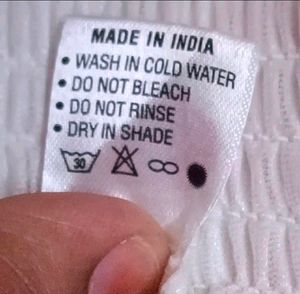 MADE IN INDIA
• WASH IN COLD WATER
• DO NOT BLEACH
• DO NOT RINSE
• DRY IN SHADE
30